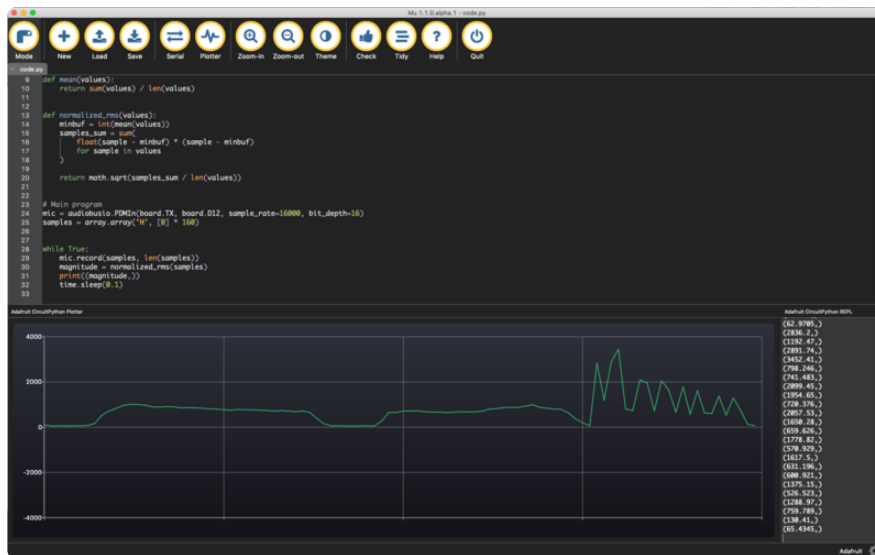 Mu 1.1.0.alpha.1 - code.py
Mode New Load Save Serial Plotter Zoom-in Zoom-out Theme Check Tidy Help Quit
code.py
9 def mean(values):
10     return sum(values) / len(values)
11
12
13 def normalized_rms(values):
14     minbuf = int(mean(values))
15     samples_sum = sum(
16         float(sample - minbuf) * (sample - minbuf)
17         for sample in values
18     )
19
20     return math.sqrt(samples_sum / len(values))
21
22
23 # Main program
24 mic = audiobusio.PDMIn(board.TX, board.D12, sample_rate=16000, bit_depth=16)
25 samples = array.array('H', [0] * 160)
26
27
28 while True:
29     mic.record(samples, len(samples))
30     magnitude = normalized_rms(samples)
31     print((magnitude,))
32     time.sleep(0.1)
33
Adafruit CircuitPython Plotter
4000
2000
0
-2000
-4000
Adafruit CircuitPython REPL
(62.9705,)
(2836.2,)
(1192.47,)
(2891.74,)
(3452.41,)
(798.246,)
(741.483,)
(2099.45,)
(1954.65,)
(720.376,)
(2057.53,)
(1650.28,)
(659.626,)
(1778.82,)
(570.929,)
(1617.5,)
(631.196,)
(600.921,)
(1375.15,)
(526.523,)
(1288.97,)
(759.789,)
(130.41,)
(65.4345,)
Adafruit